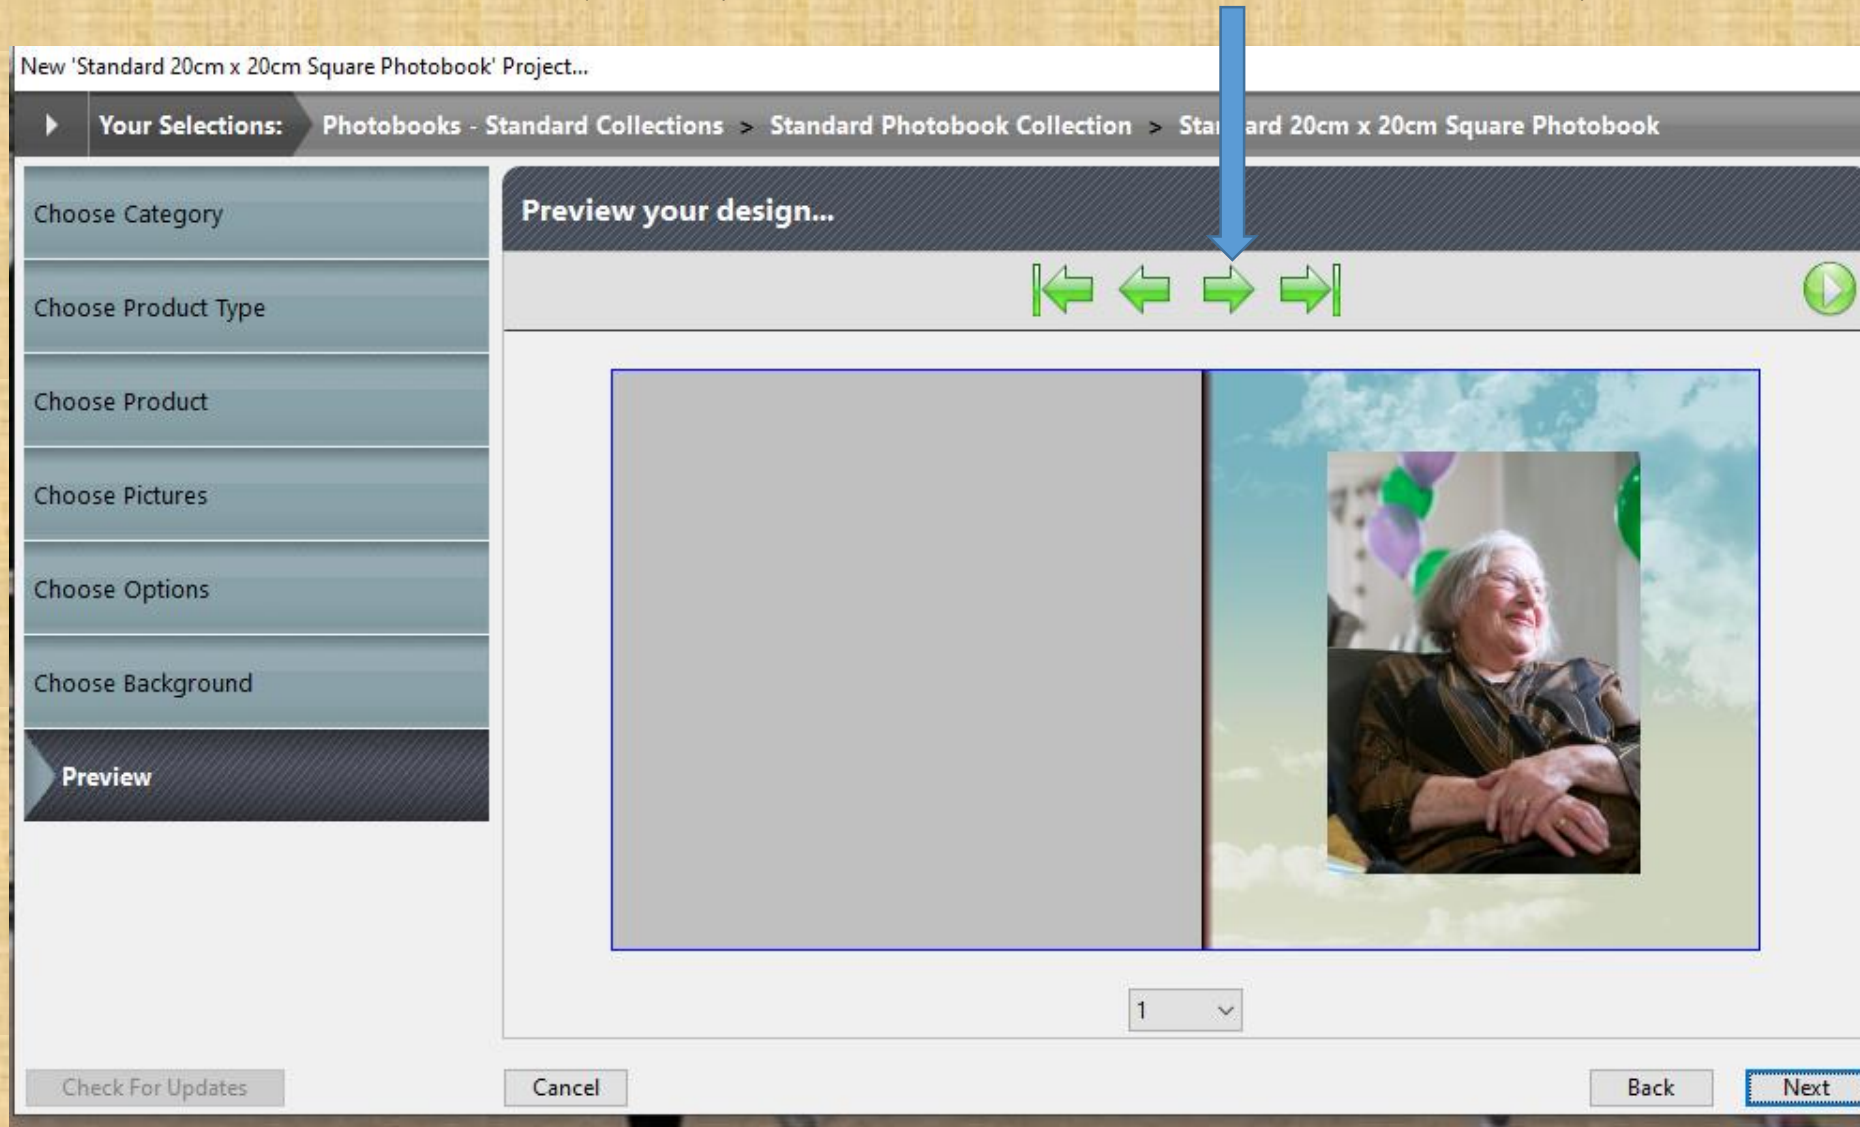 New 'Standard 20cm x 20cm Square Photobook' Project...
Your Selections: Photobooks - Standard Collections > Standard Photobook Collection > Standard 20cm x 20cm Square Photobook
Choose Category
Preview your design...
Choose Product Type
Choose Product
Choose Pictures
Choose Options
Choose Background
Preview
1
Check For Updates
Cancel
Back
Next